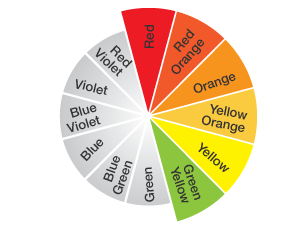 Red
Red
Orange
Orange
Yellow
Orange
Yellow
Green
Yellow
Green
Blue
Green
Blue
Blue
Violet
Violet
Red
Violet